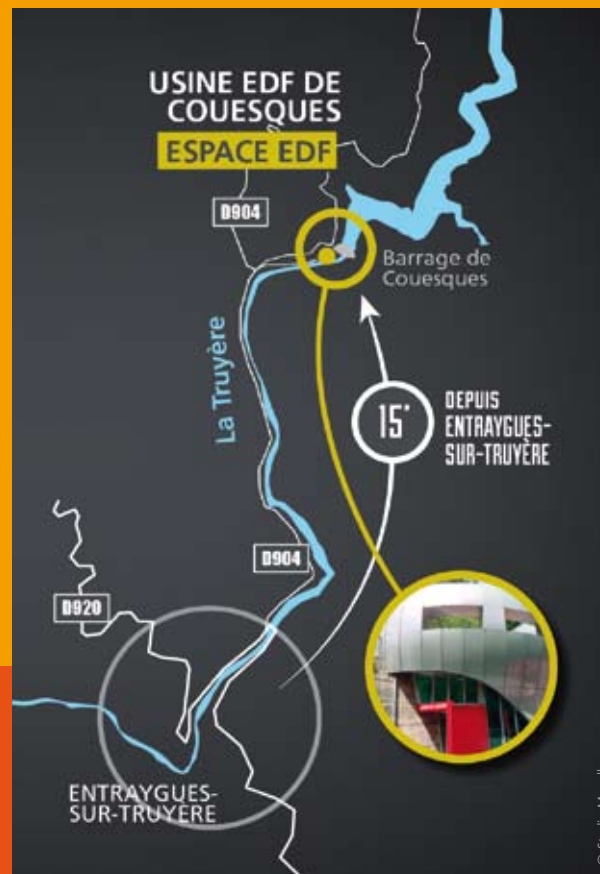 USINE EDF DE
COUESQUES
ESPACE EDF
D904
Barrage de
Couesques
La Truyère
15'
DEPUIS
ENTRAYGUES-
SUR-TRUYÈRE
D904
D920
ENTRAYGUES-
SUR-TRUYÈRE
©